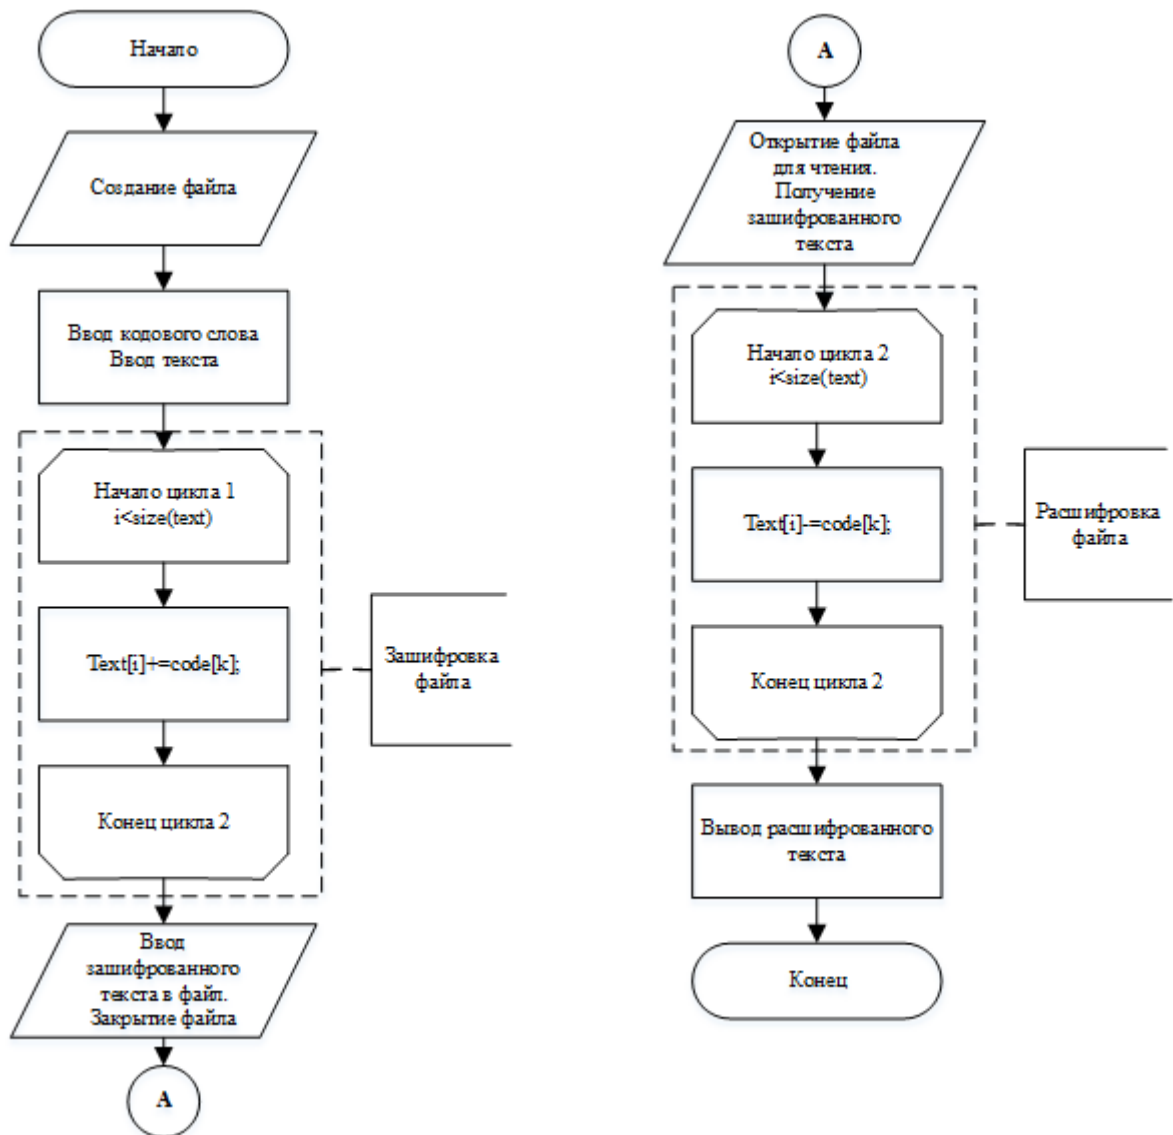 Начало
Создание файла
Ввод кодового слова
Ввод текста
Начало цикла 1
i<size(text)
Text[i]+=code[k];
Конец цикла 2
Зашифровка
файла
Ввод
зашифрованного
текста в файл.
Закрытие файла
А
А
Открытие файла
для чтения.
Получение
зашифрованного
текста
Начало цикла 2
i<size(text)
Text[i]-=code[k];
Конец цикла 2
Расшифровка
файла
Вывод расшифрованного
текста
Конец